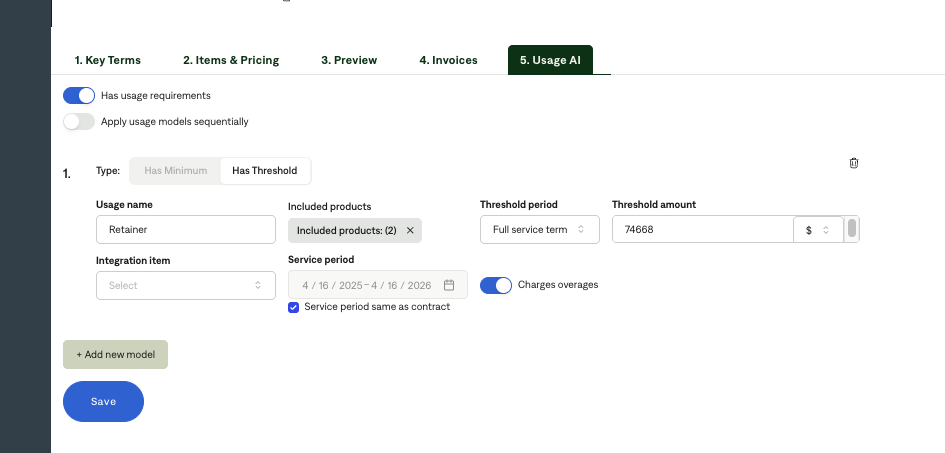 1. Key Terms 2. Items & Pricing 3. Preview 4. Invoices 5. Usage AI
Has usage requirements
Apply usage models sequentially
1. Type: Has Minimum Has Threshold
Usage name Included products Threshold period Threshold amount
Retainer Included products: (2) × Full service term 74668 $
Integration item Service period
Select 4 / 16 / 2025 – 4 / 16 / 2026 Charges overages
Service period same as contract
+ Add new model
Save